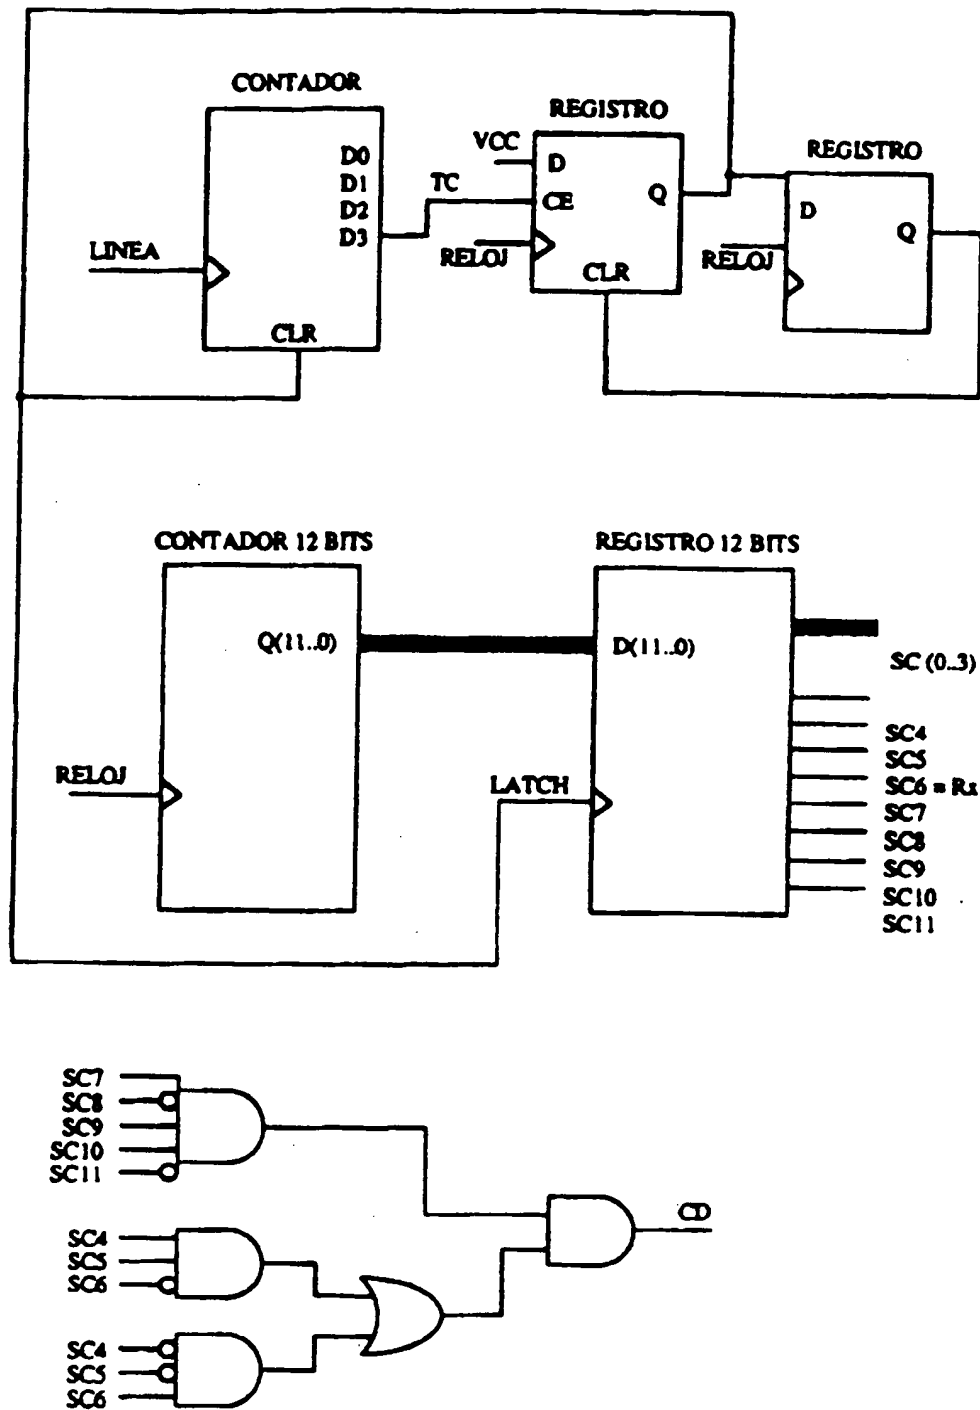 CONTADOR
REGISTRO
REGISTRO
VCC
D
D0
D1
D2
D3
TC
CE
Q
D
Q
LINEA
RELOJ
RELOJ
CLR
CLR
CONTADOR 12 BITS
REGISTRO 12 BITS
Q(11..0)
D(11..0)
SC (0..3)
SC4
SC5
SC6 = Rx
SC7
SC8
SC9
SC10
SC11
RELOJ
LATCH
SC7
SC8
SC9
SC10
SC11
CD
SC4
SC5
SC6
SC4
SC5
SC6